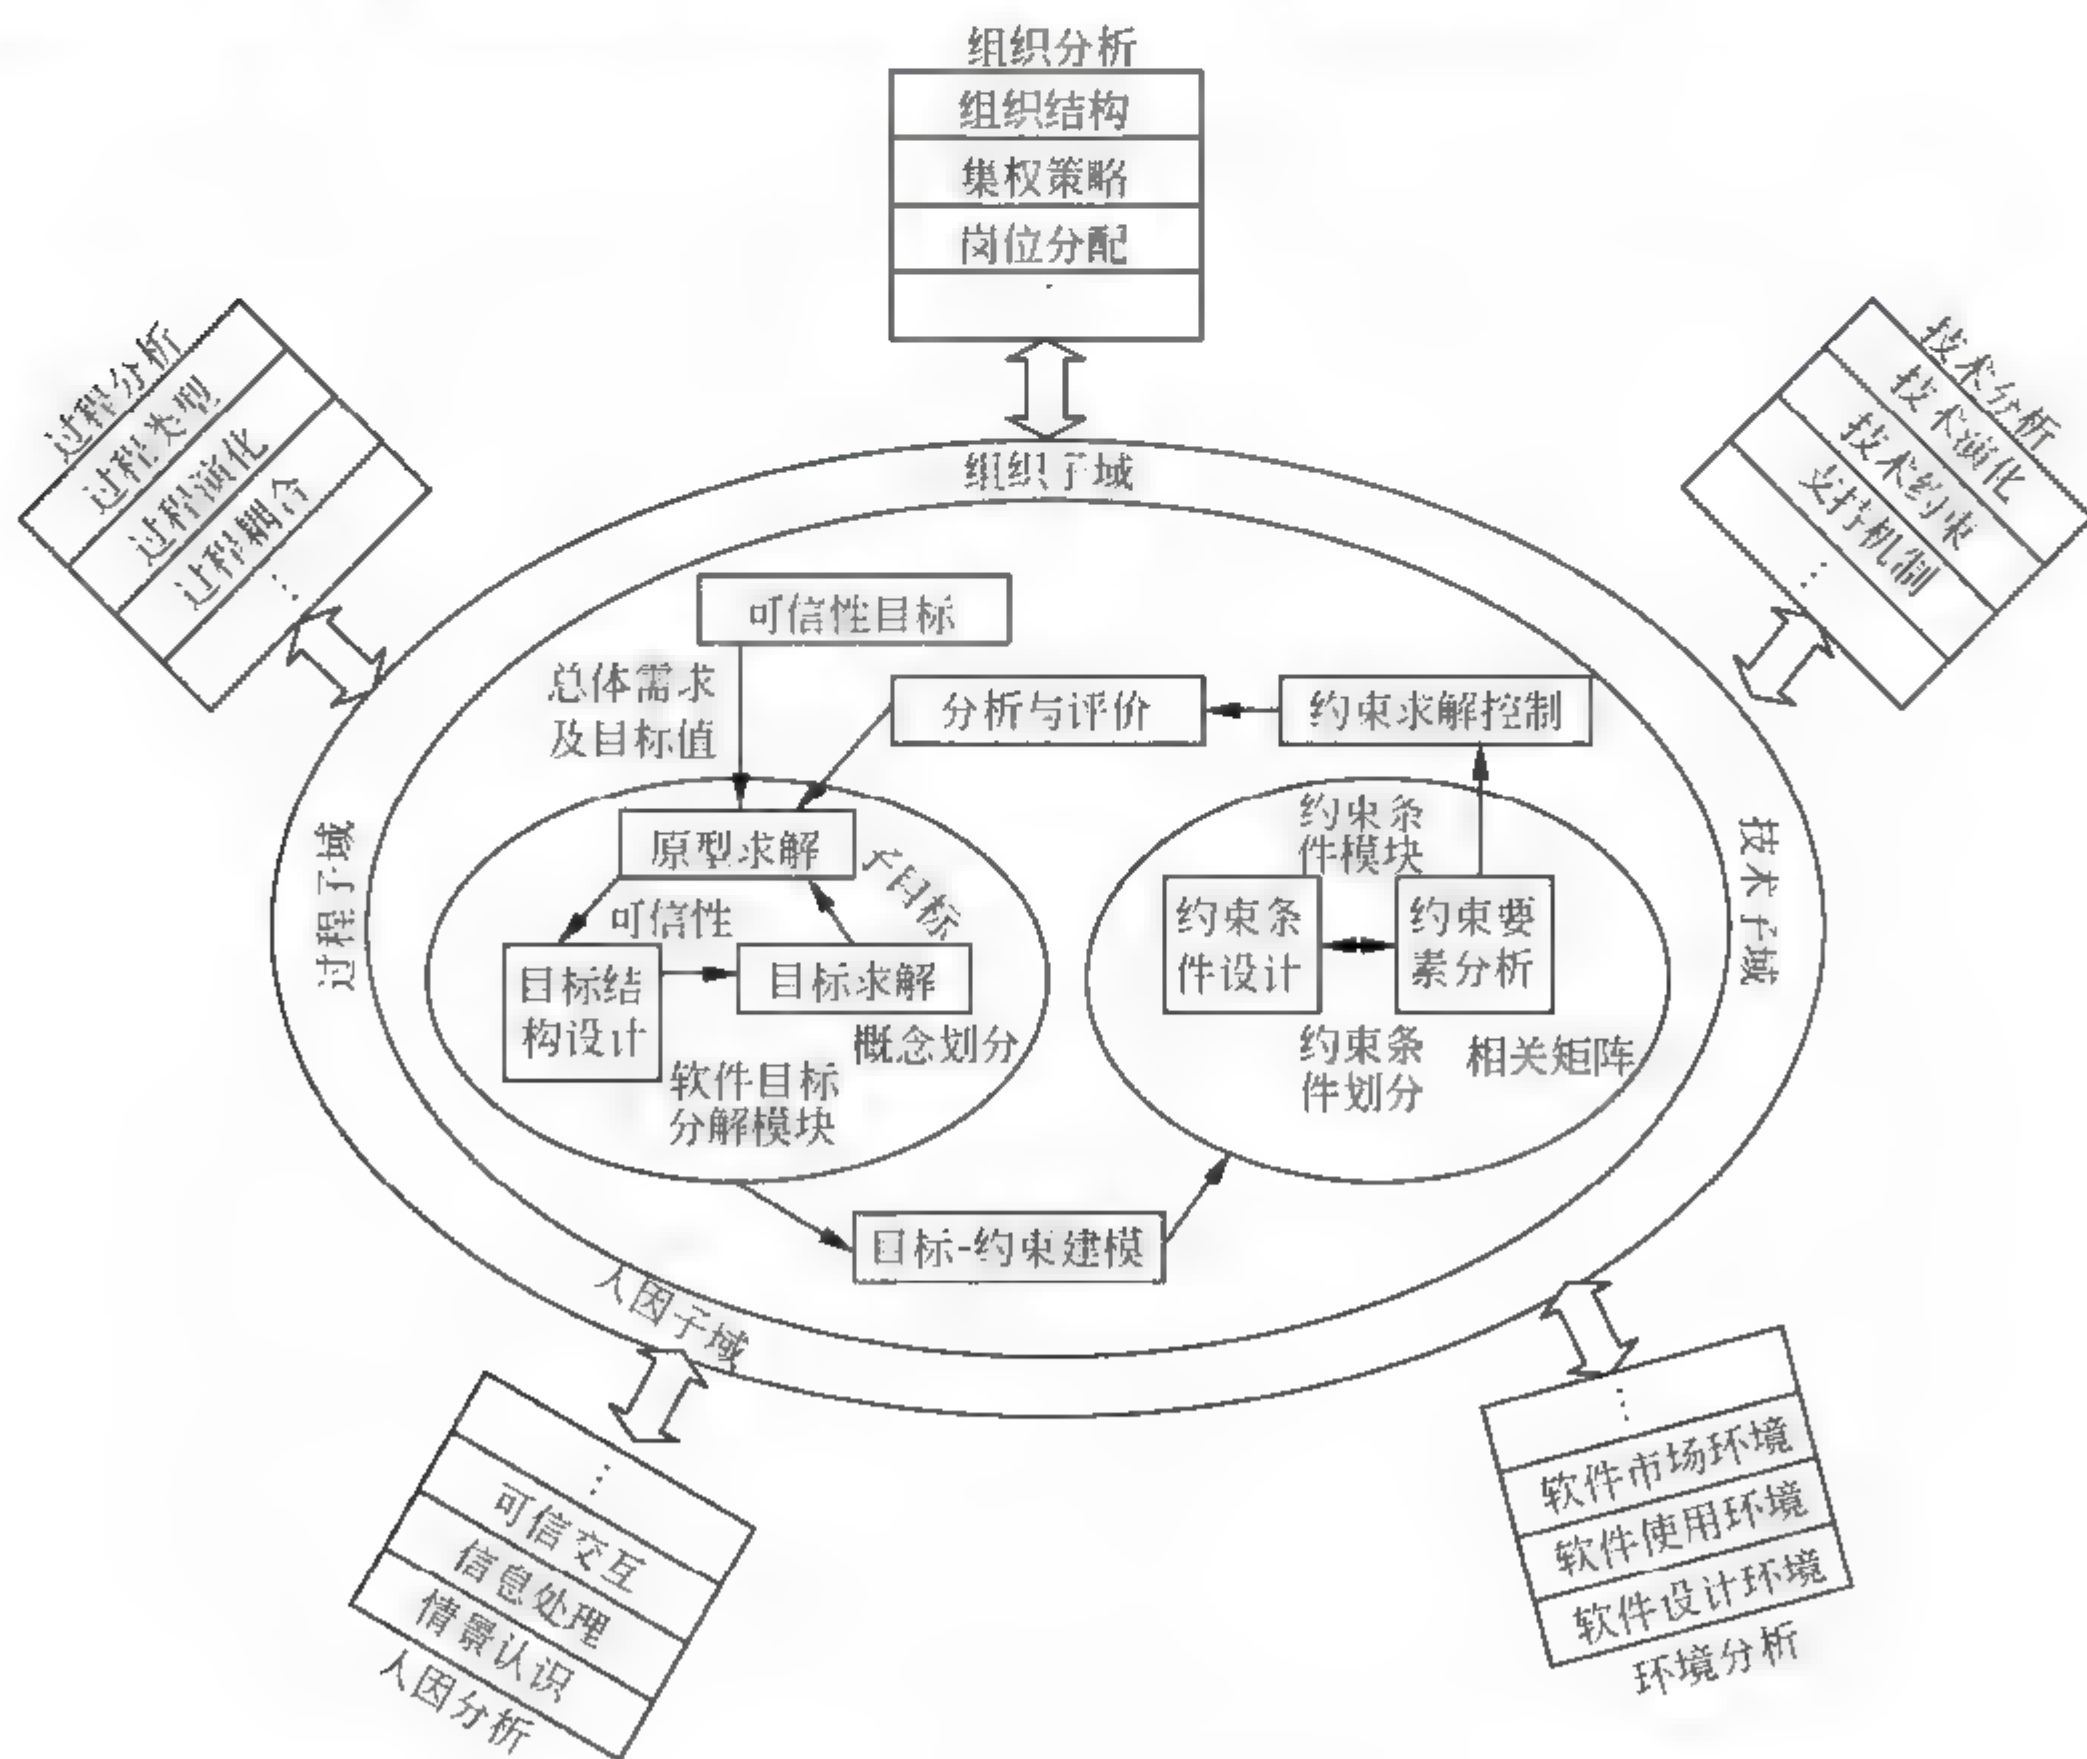 组织分析
组织结构
集权策略
岗位分配
过程分析
过程类型
过程演化
过程耦合
⋮
技术分析
技术演化
技术约束
支持机制
⋮
组织子域
过程子域
技术子域
人因子域
可信性目标
总体需求
及目标值
分析与评价
约束求解控制
原型求解
子目标
可信性
目标结
构设计
目标求解
概念划分
软件目标
分解模块
约束条
件模块
约束条
件设计
约束要
素分析
约束条
件划分
相关矩阵
目标-约束建模
⋮
可信交互
信息处理
情景认识
人因分析
⋮
软件市场环境
软件使用环境
软件设计环境
环境分析